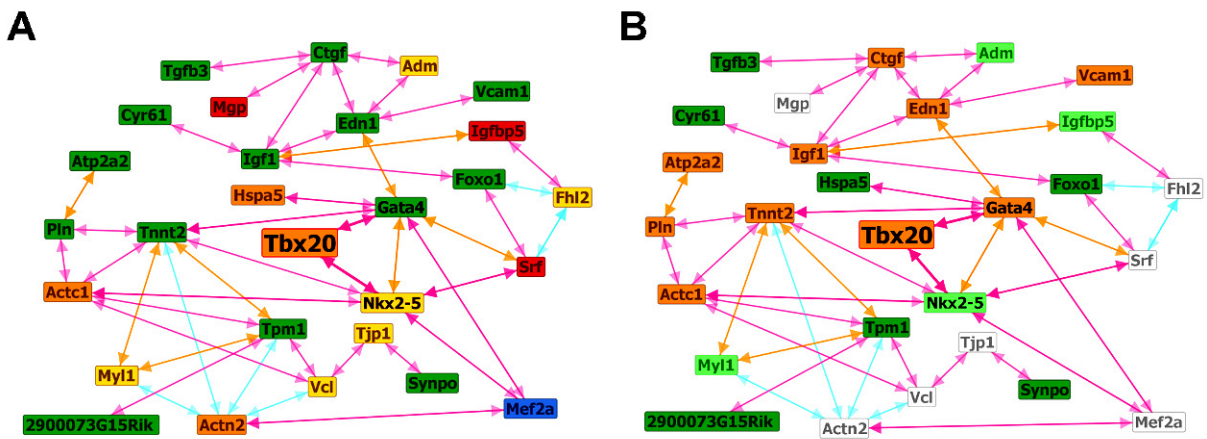 A
Ctgf
Tgfb3
Adm
Mgp
Vcam1
Cyr61
Edn1
Igfbp5
Igf1
Atp2a2
Foxo1
Hspa5
Fhl2
Gata4
Pln
Tnnt2
Tbx20
Srf
Actc1
Nkx2-5
Tpm1
Tjp1
Myl1
Vcl
Synpo
Mef2a
2900073G15Rik
Actn2
B
Ctgf
Adm
Tgfb3
Vcam1
Mgp
Edn1
Cyr61
Igfbp5
Igf1
Atp2a2
Hspa5
Foxo1
Fhl2
Tnnt2
Gata4
Pln
Tbx20
Srf
Actc1
Nkx2-5
Tpm1
Tjp1
Myl1
Synpo
Vcl
2900073G15Rik
Actn2
Mef2a